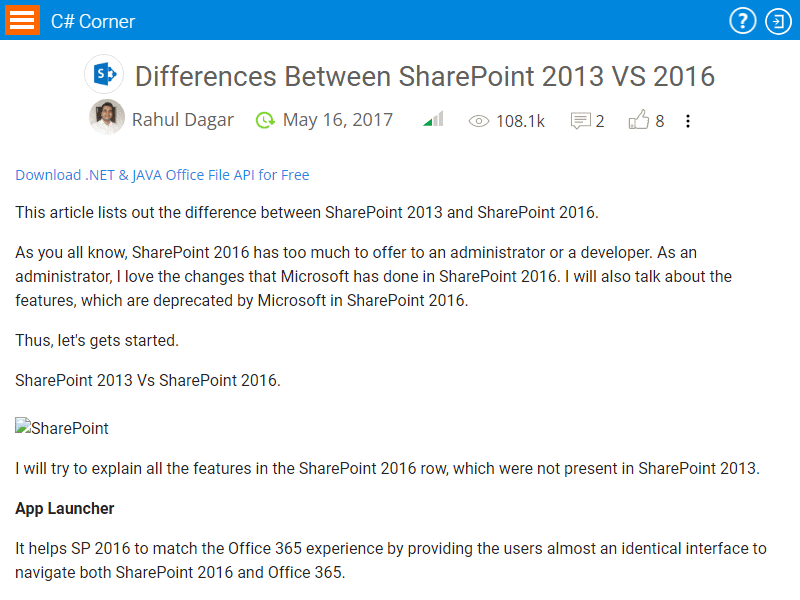 C# Corner
?
S
Differences Between SharePoint 2013 VS 2016
Rahul Dagar May 16, 2017 108.1k 2 8
Download .NET & JAVA Office File API for Free
This article lists out the difference between SharePoint 2013 and SharePoint 2016.
As you all know, SharePoint 2016 has too much to offer to an administrator or a developer. As an
administrator, I love the changes that Microsoft has done in SharePoint 2016. I will also talk about the
features, which are deprecated by Microsoft in SharePoint 2016.
Thus, let's gets started.
SharePoint 2013 Vs SharePoint 2016.
SharePoint
I will try to explain all the features in the SharePoint 2016 row, which were not present in SharePoint 2013.
App Launcher
It helps SP 2016 to match the Office 365 experience by providing the users almost an identical interface to
navigate both SharePoint 2016 and Office 365.